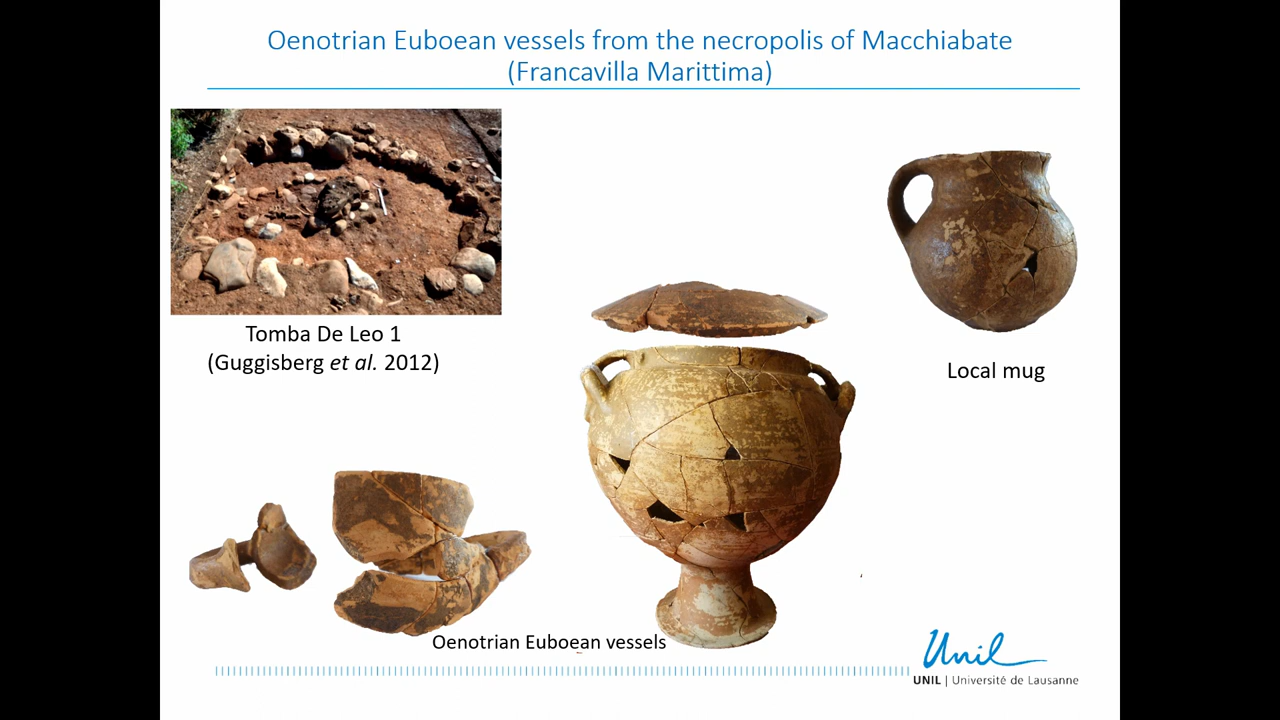 Oenotrian Euboean vessels from the necropolis of Macchiabate
(Francavilla Marittima)
Tomba De Leo 1
(Guggisberg et al. 2012)
Local mug
Oenotrian Euboean vessels
Unil
UNIL | Université de Lausanne